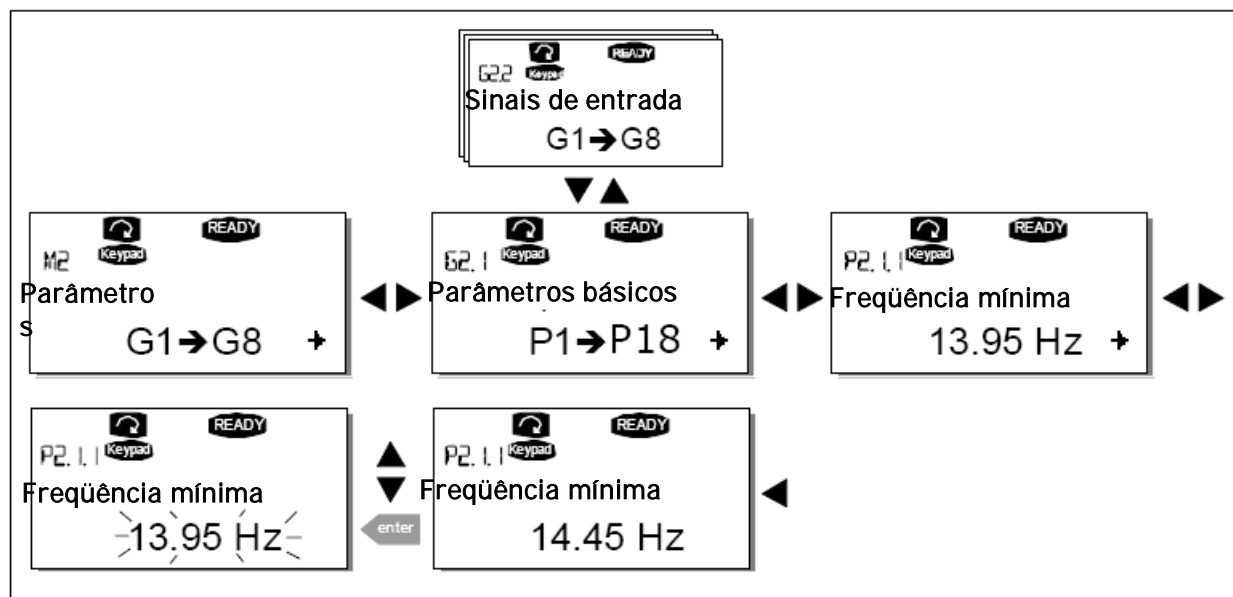 READY
G2.2 Keypad
Sinais de entrada
G1➔G8
READY
M2 Keypad
Parâmetro
s
G1➔G8
READY
G2.1 Keypad
Parâmetros básicos
P1➔P18
READY
P2.1.1 Keypad
Freqüência mínima
13.95 Hz
READY
P2.1.1 Keypad
Freqüência mínima
13.95 Hz
enter
READY
P2.1.1 Keypad
Freqüência mínima
14.45 Hz